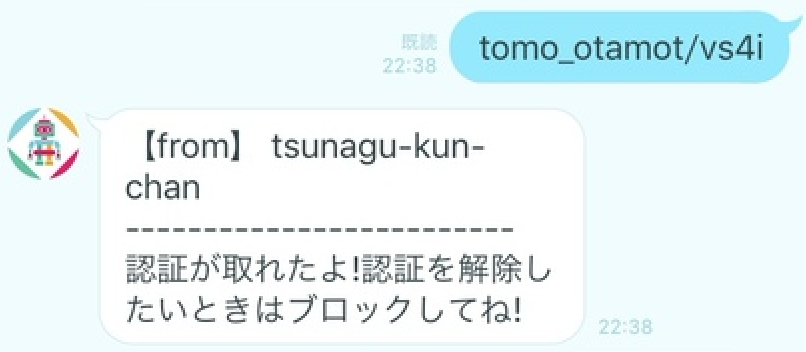 tomo_otamot/vs4i
既読
22:38
【from】 tsunagu-kun-
chan
--------------------------
認証が取れたよ!認証を解除し
たいときはブロックしてね!
22:38